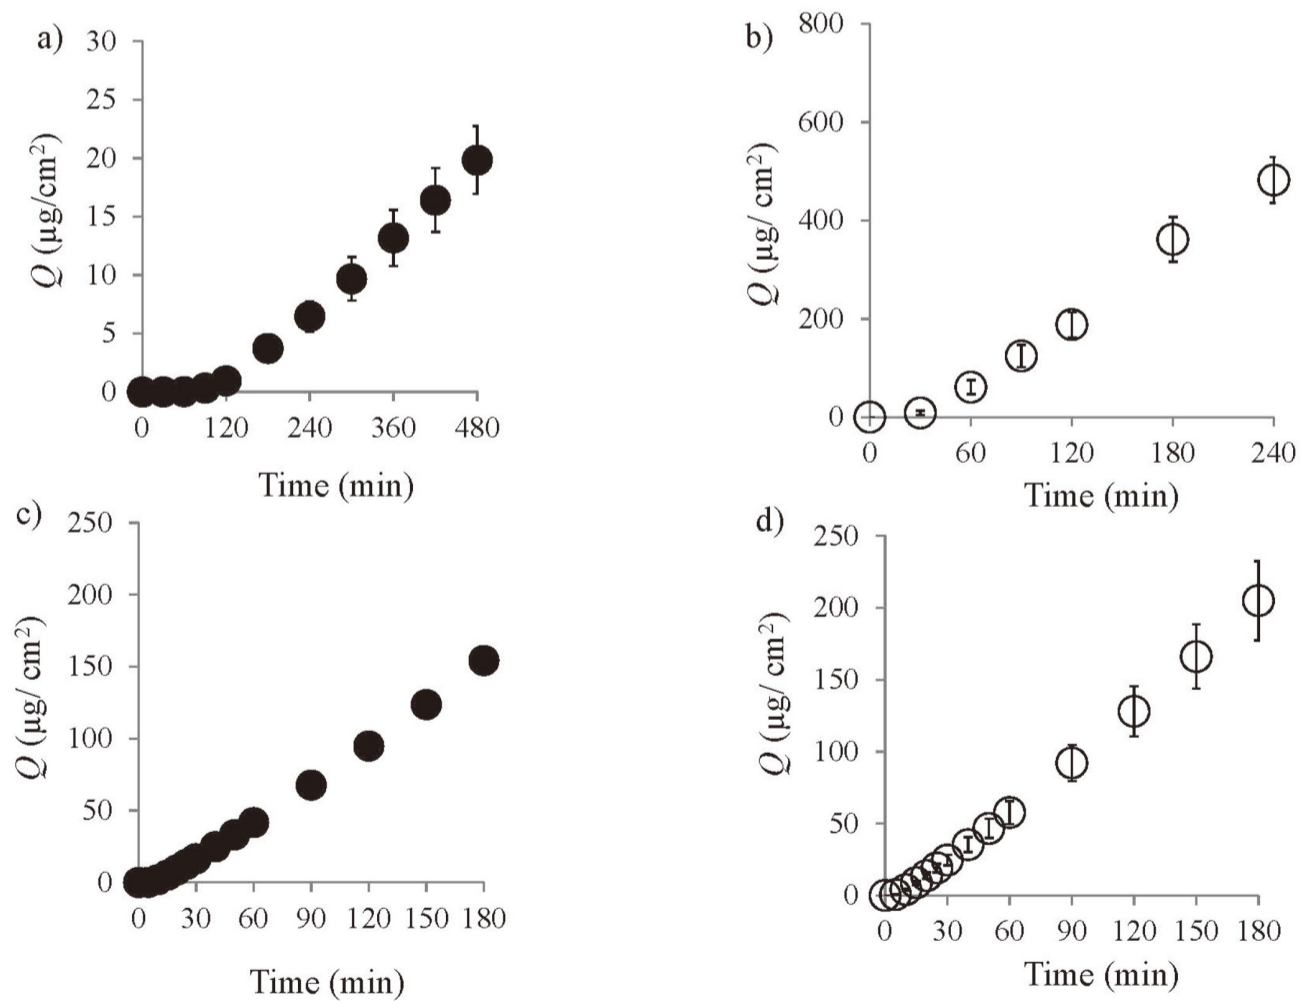 a)
30
25
20
15
10
5
0
Q (µg/cm²)
0 120 240 360 480
Time (min)
b)
800
600
400
200
0
Q (µg/ cm²)
0 60 120 180 240
Time (min)
c)
250
200
150
100
50
0
Q (µg/ cm²)
0 30 60 90 120 150 180
Time (min)
d)
250
200
150
100
50
0
Q (µg/ cm²)
0 30 60 90 120 150 180
Time (min)